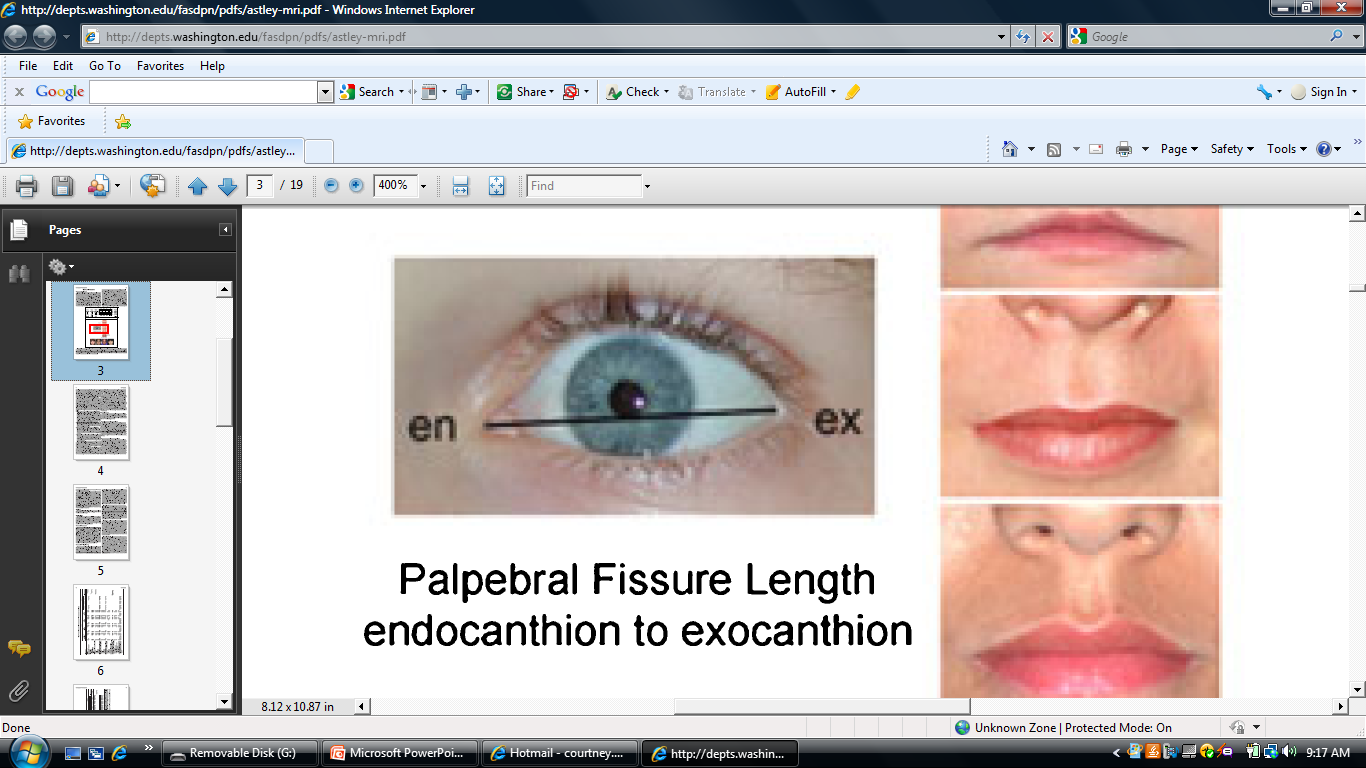 http://depts.washington.edu/fasdpn/pdfs/astley-mri.pdf - Windows Internet Explorer
http://depts.washington.edu/fasdpn/pdfs/astley-mri.pdf
Google
File Edit Go To Favorites Help
x Google Search Share Check Translate AutoFill Sign In
Favorites
http://depts.washington.edu/fasdpn/pdfs/astley... Page Safety Tools
3 / 19 400% Find
Pages
3
4
5
6
en
ex
Palpebral Fissure Length
endocanthion to exocanthion
8.12 x 10.87 in
Done
Unknown Zone | Protected Mode: On
Removable Disk (G:) Microsoft PowerPoi... Hotmail - courtney.... http://depts.washin... 9:17 AM